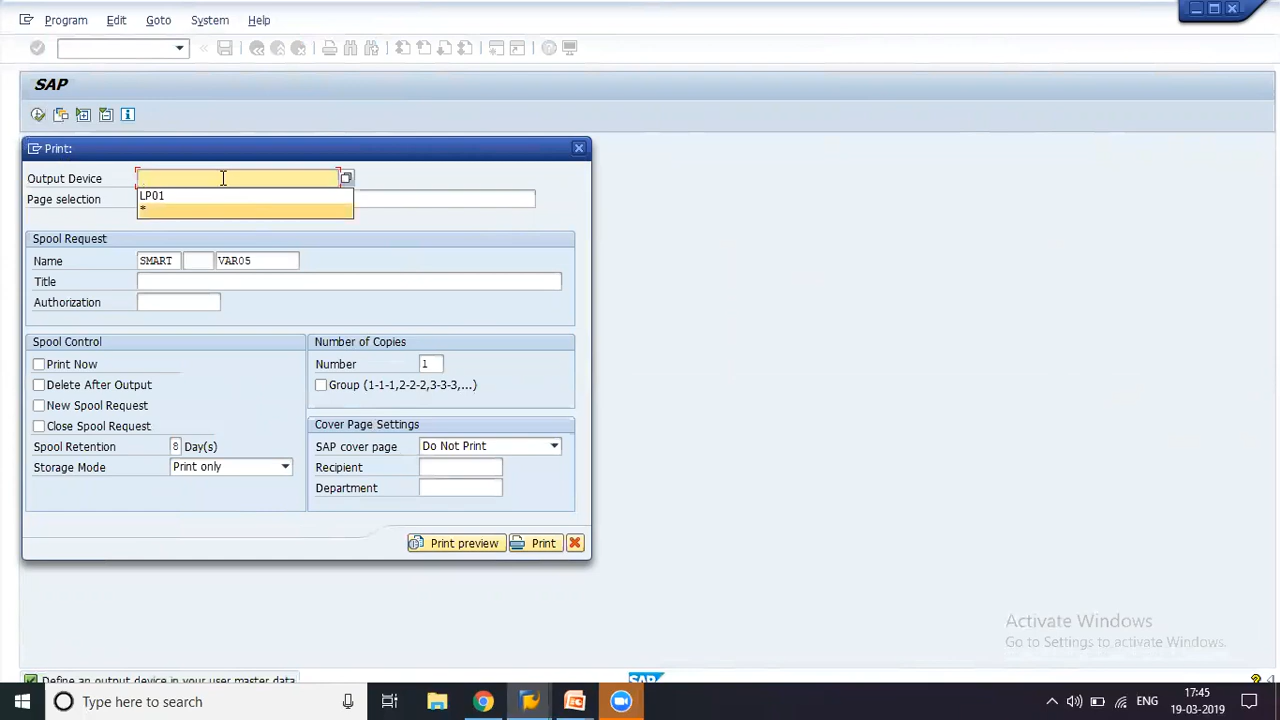 Program Edit Goto System Help
SAP
Print:
Output Device
LP01
*
Page selection
Spool Request
Name SMART VAR05
Title
Authorization
Spool Control
Number of Copies
Print Now
Number 1
Delete After Output
Group (1-1-1,2-2-2,3-3-3,...)
New Spool Request
Close Spool Request
Cover Page Settings
Spool Retention 8 Day(s)
SAP cover page Do Not Print
Storage Mode Print only
Recipient
Department
Print preview Print
Activate Windows
Go to Settings to activate Windows.
Define an output device in your user master data
SAP
Type here to search
ENG
17:45
19-03-2019